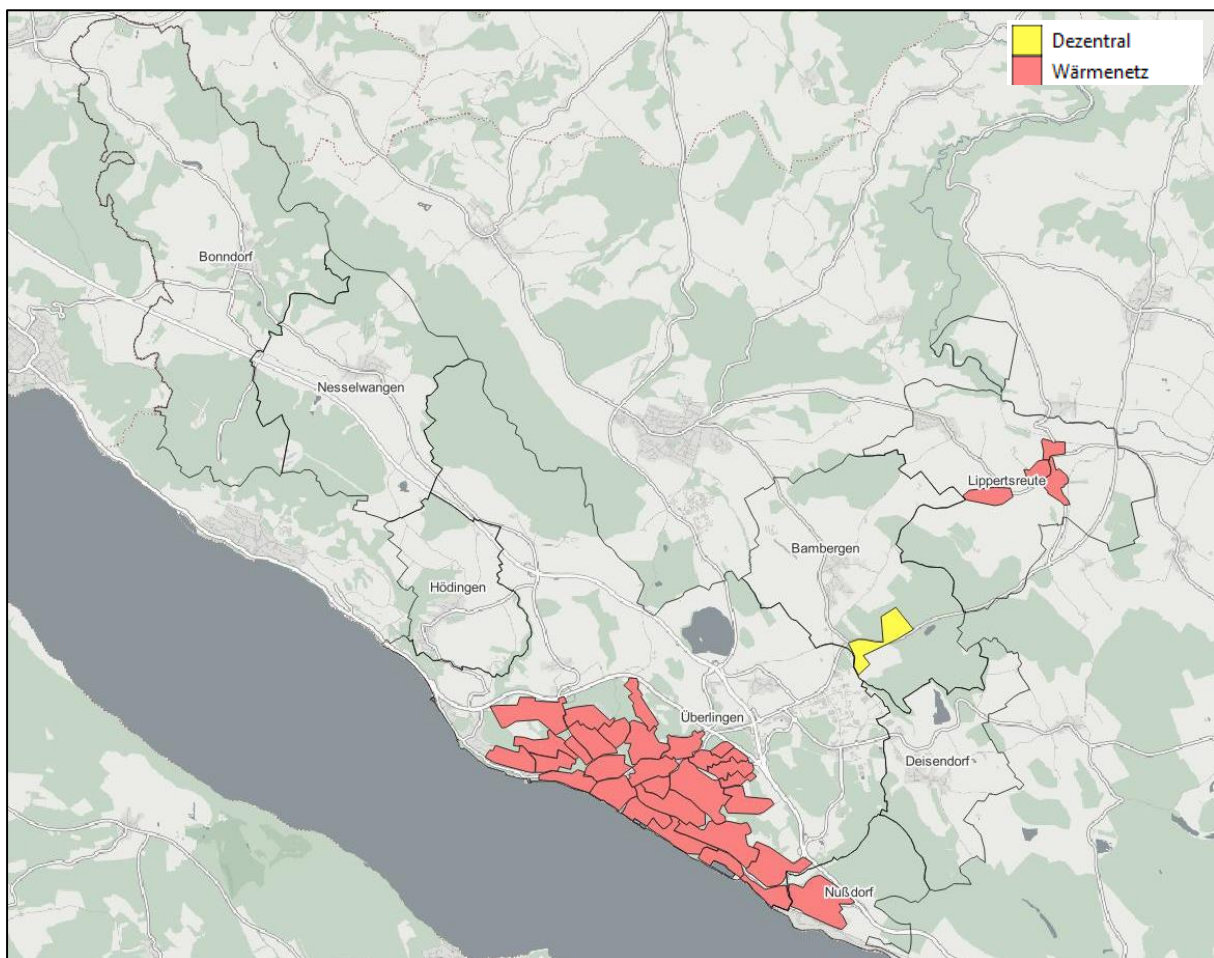 Dezentral
Wärmenetz
Bonndorf
Nesselwangen
Lippertsreute
Bambergen
Hödingen
Überlingen
Deisendorf
Nußdorf